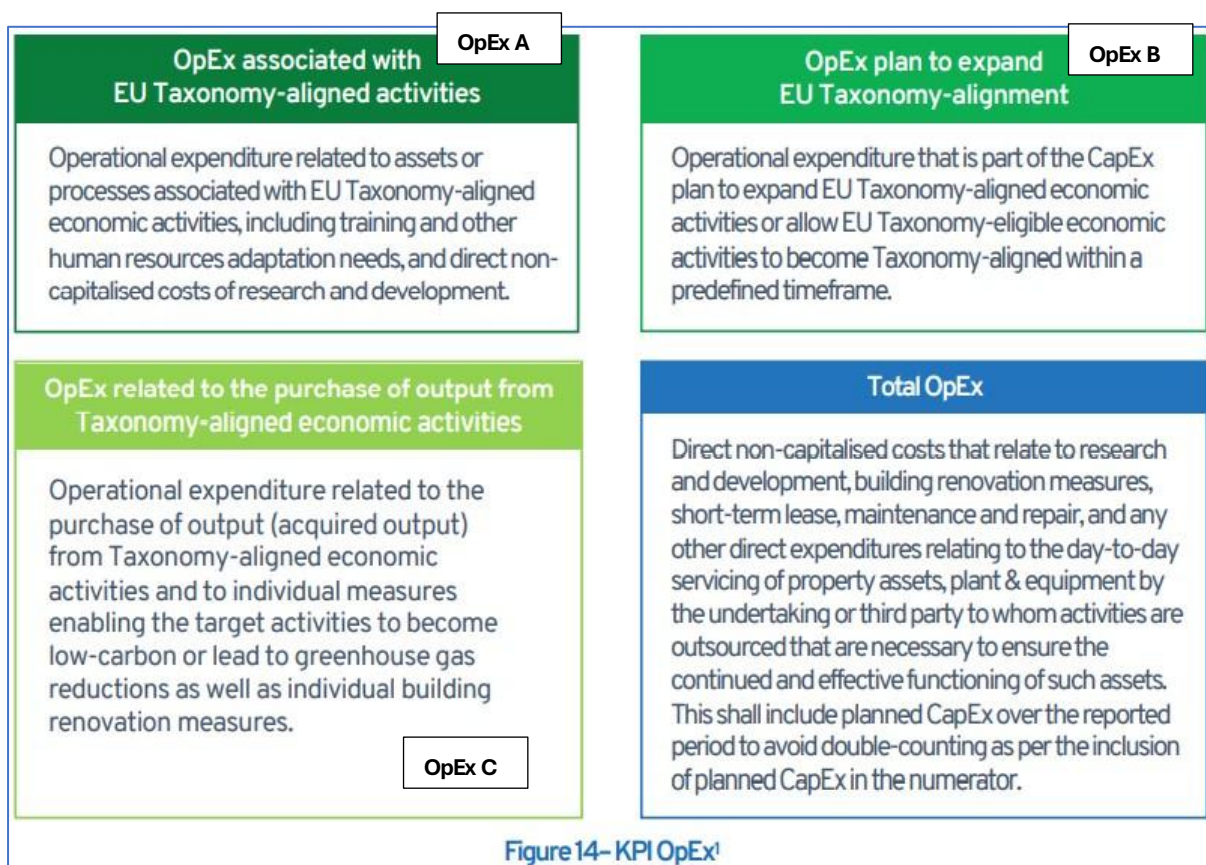 OpEx A
OpEx associated with
EU Taxonomy-aligned activities
Operational expenditure related to assets or
processes associated with EU Taxonomy-aligned
economic activities, including training and other
human resources adaptation needs, and direct non-
capitalised costs of research and development.
OpEx B
OpEx plan to expand
EU Taxonomy-alignment
Operational expenditure that is part of the CapEx
plan to expand EU Taxonomy-aligned economic
activities or allow EU Taxonomy-eligible economic
activities to become Taxonomy-aligned within a
predefined timeframe.
OpEx related to the purchase of output from
Taxonomy-aligned economic activities
Operational expenditure related to the
purchase of output (acquired output)
from Taxonomy-aligned economic
activities and to individual measures
enabling the target activities to become
low-carbon or lead to greenhouse gas
reductions as well as individual building
renovation measures.
OpEx C
Total OpEx
Direct non-capitalised costs that relate to research
and development, building renovation measures,
short-term lease, maintenance and repair, and any
other direct expenditures relating to the day-to-day
servicing of property assets, plant & equipment by
the undertaking or third party to whom activities are
outsourced that are necessary to ensure the
continued and effective functioning of such assets.
This shall include planned CapEx over the reported
period to avoid double-counting as per the inclusion
of planned CapEx in the numerator.
Figure 14– KPI OpEx¹